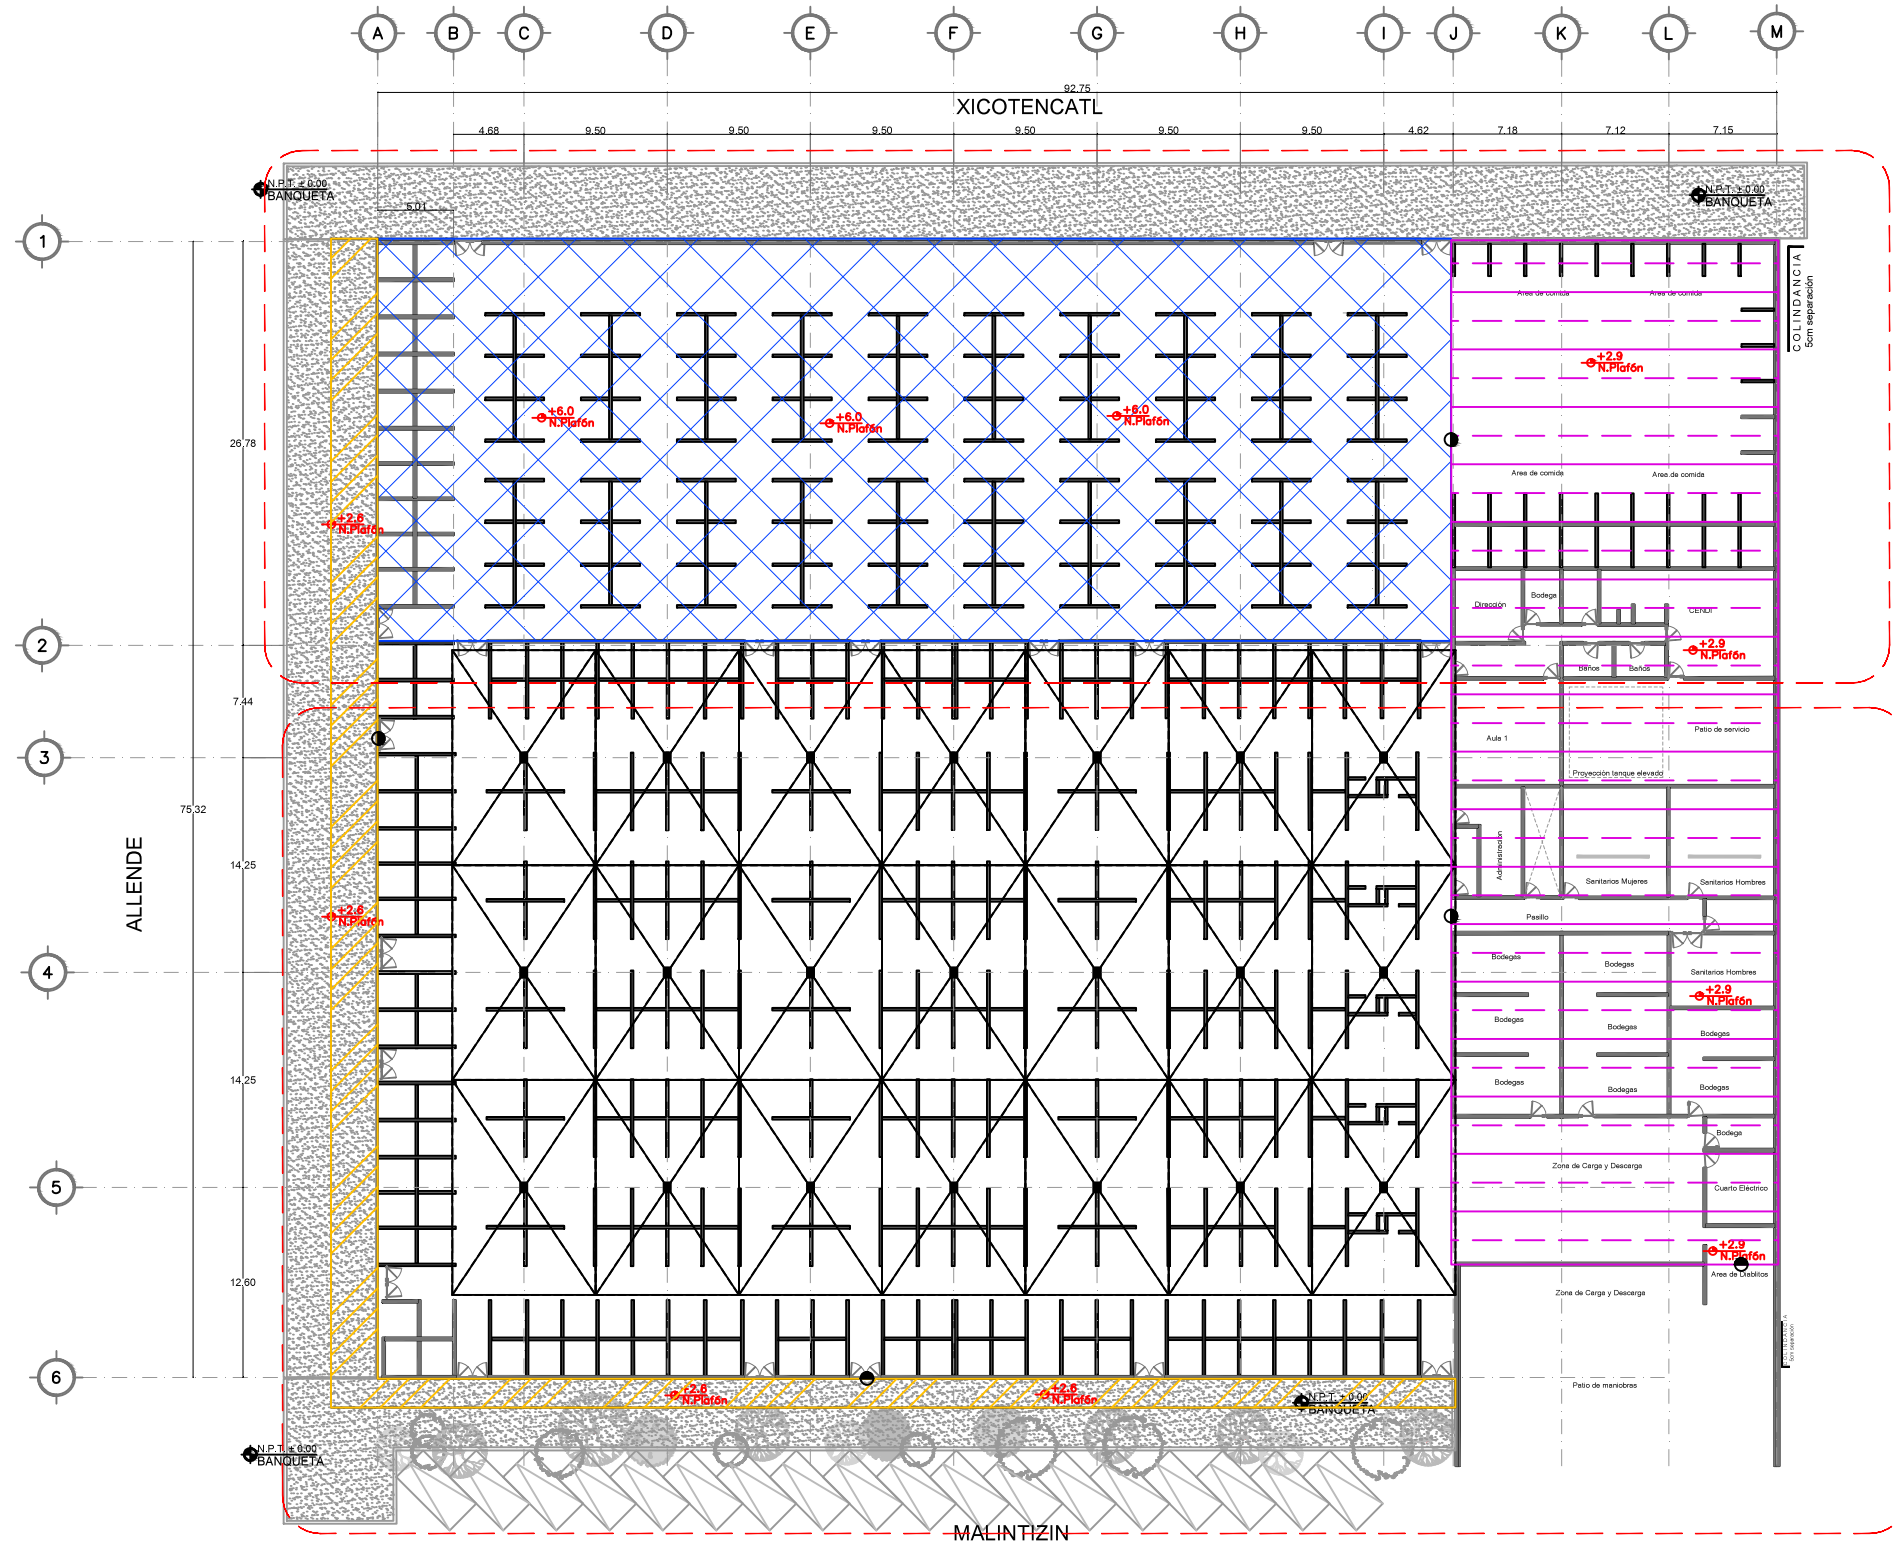 A B C D E F G H I J K L M
92.75
XICOTENCATL
4.68 9.50 9.50 9.50 9.50 9.50 9.50 4.62 7.18 7.12 7.15
N.P.T. ± 0.00
BANQUETA
N.P.T. ± 0.00
BANQUETA
5.01
1
COLINDANCIA
5cm separación
Area de comida
Area de comida
+2.9
N.Plafón
+6.0
N.Plafón
+6.0
N.Plafón
+6.0
N.Plafón
26.78
Area de comida
Area de comida
+2.6
N.Plafón
Dirección
Bodega
CENDI
2
+2.9
N.Plafón
Baños
Baños
7.44
Aula 1
Patio de servicio
3
Proyección tanque elevado
75.32
ALLENDE
14.25
Administración
Sanitarios Mujeres
Sanitarios Hombres
+2.6
N.Plafón
Pasillo
4
Bodegas
Bodegas
Sanitarios Hombres
+2.9
N.Plafón
Bodegas
Bodegas
Bodegas
14.25
Bodegas
Bodegas
Bodegas
Bodega
Zona de Carga y Descarga
5
Cuarto Eléctrico
+2.9
N.Plafón
12.60
Area de Diablitos
Zona de Carga y Descarga
COLINDANCIA
5cm separación
6
Patio de maniobras
+2.6
N.Plafón
+2.6
N.Plafón
N.P.T. ± 0.00
BANQUETA
N.P.T. ± 0.00
BANQUETA
MALINTIZIN